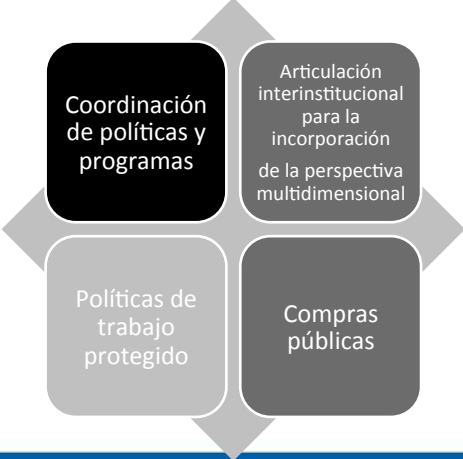 Coordinación
de políticas y
programas
Articulación
interinstitucional
para la
incorporación
de la perspectiva
multidimensional
Políticas de
trabajo
protegido
Compras
públicas